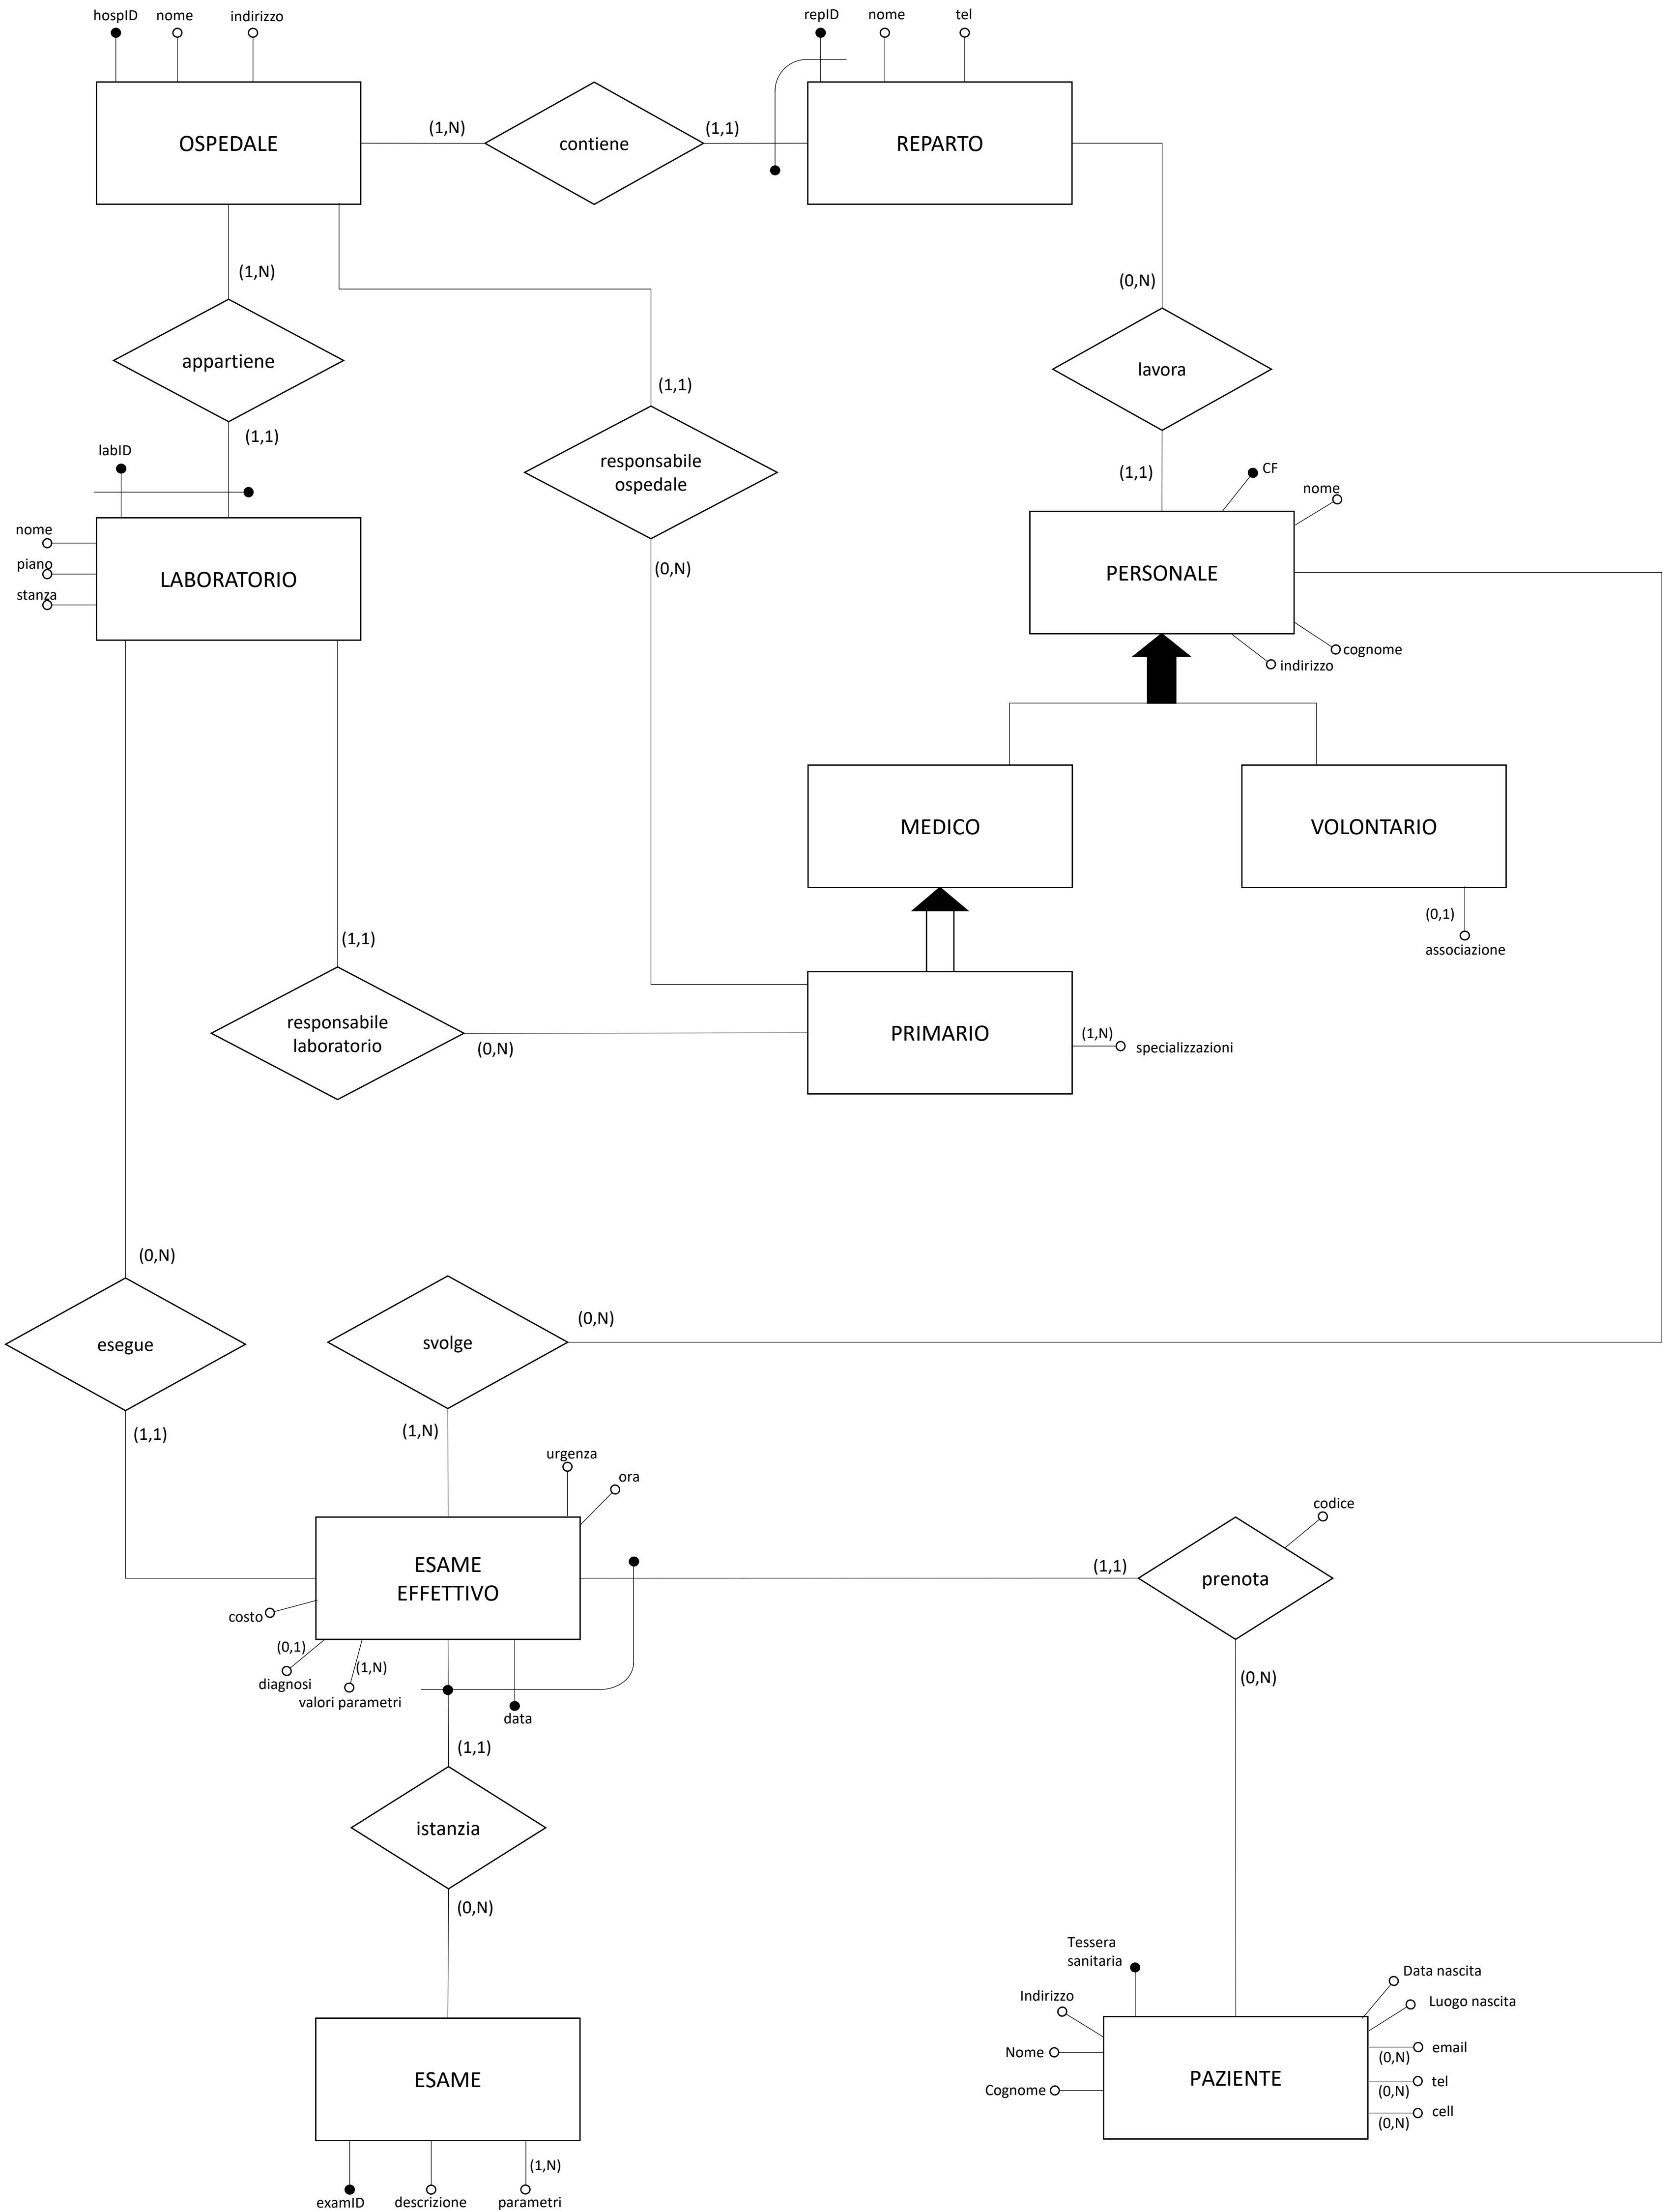 hospID nome indirizzo
repID nome tel
OSPEDALE
(1,N)
contiene
(1,1)
REPARTO
(1,N)
(0,N)
appartiene
lavora
(1,1)
(1,1)
responsabile
ospedale
labID
(1,1)
CF
nome
nome
piano
stanza
LABORATORIO
(0,N)
PERSONALE
cognome
indirizzo
MEDICO
VOLONTARIO
(0,1)
associazione
(1,1)
responsabile
laboratorio
(0,N)
PRIMARIO
(1,N)
specializzazioni
(0,N)
esegue
svolge
(0,N)
(1,1)
(1,N)
urgenza
ora
codice
ESAME
EFFETTIVO
(1,1)
prenota
costo
(0,1)
diagnosi
(1,N)
valori parametri
data
(0,N)
(1,1)
istanzia
(0,N)
Tessera
sanitaria
Data nascita
Indirizzo
Luogo nascita
Nome
email
(0,N)
ESAME
PAZIENTE
Cognome
tel
(0,N)
cell
(0,N)
(1,N)
examID descrizione parametri